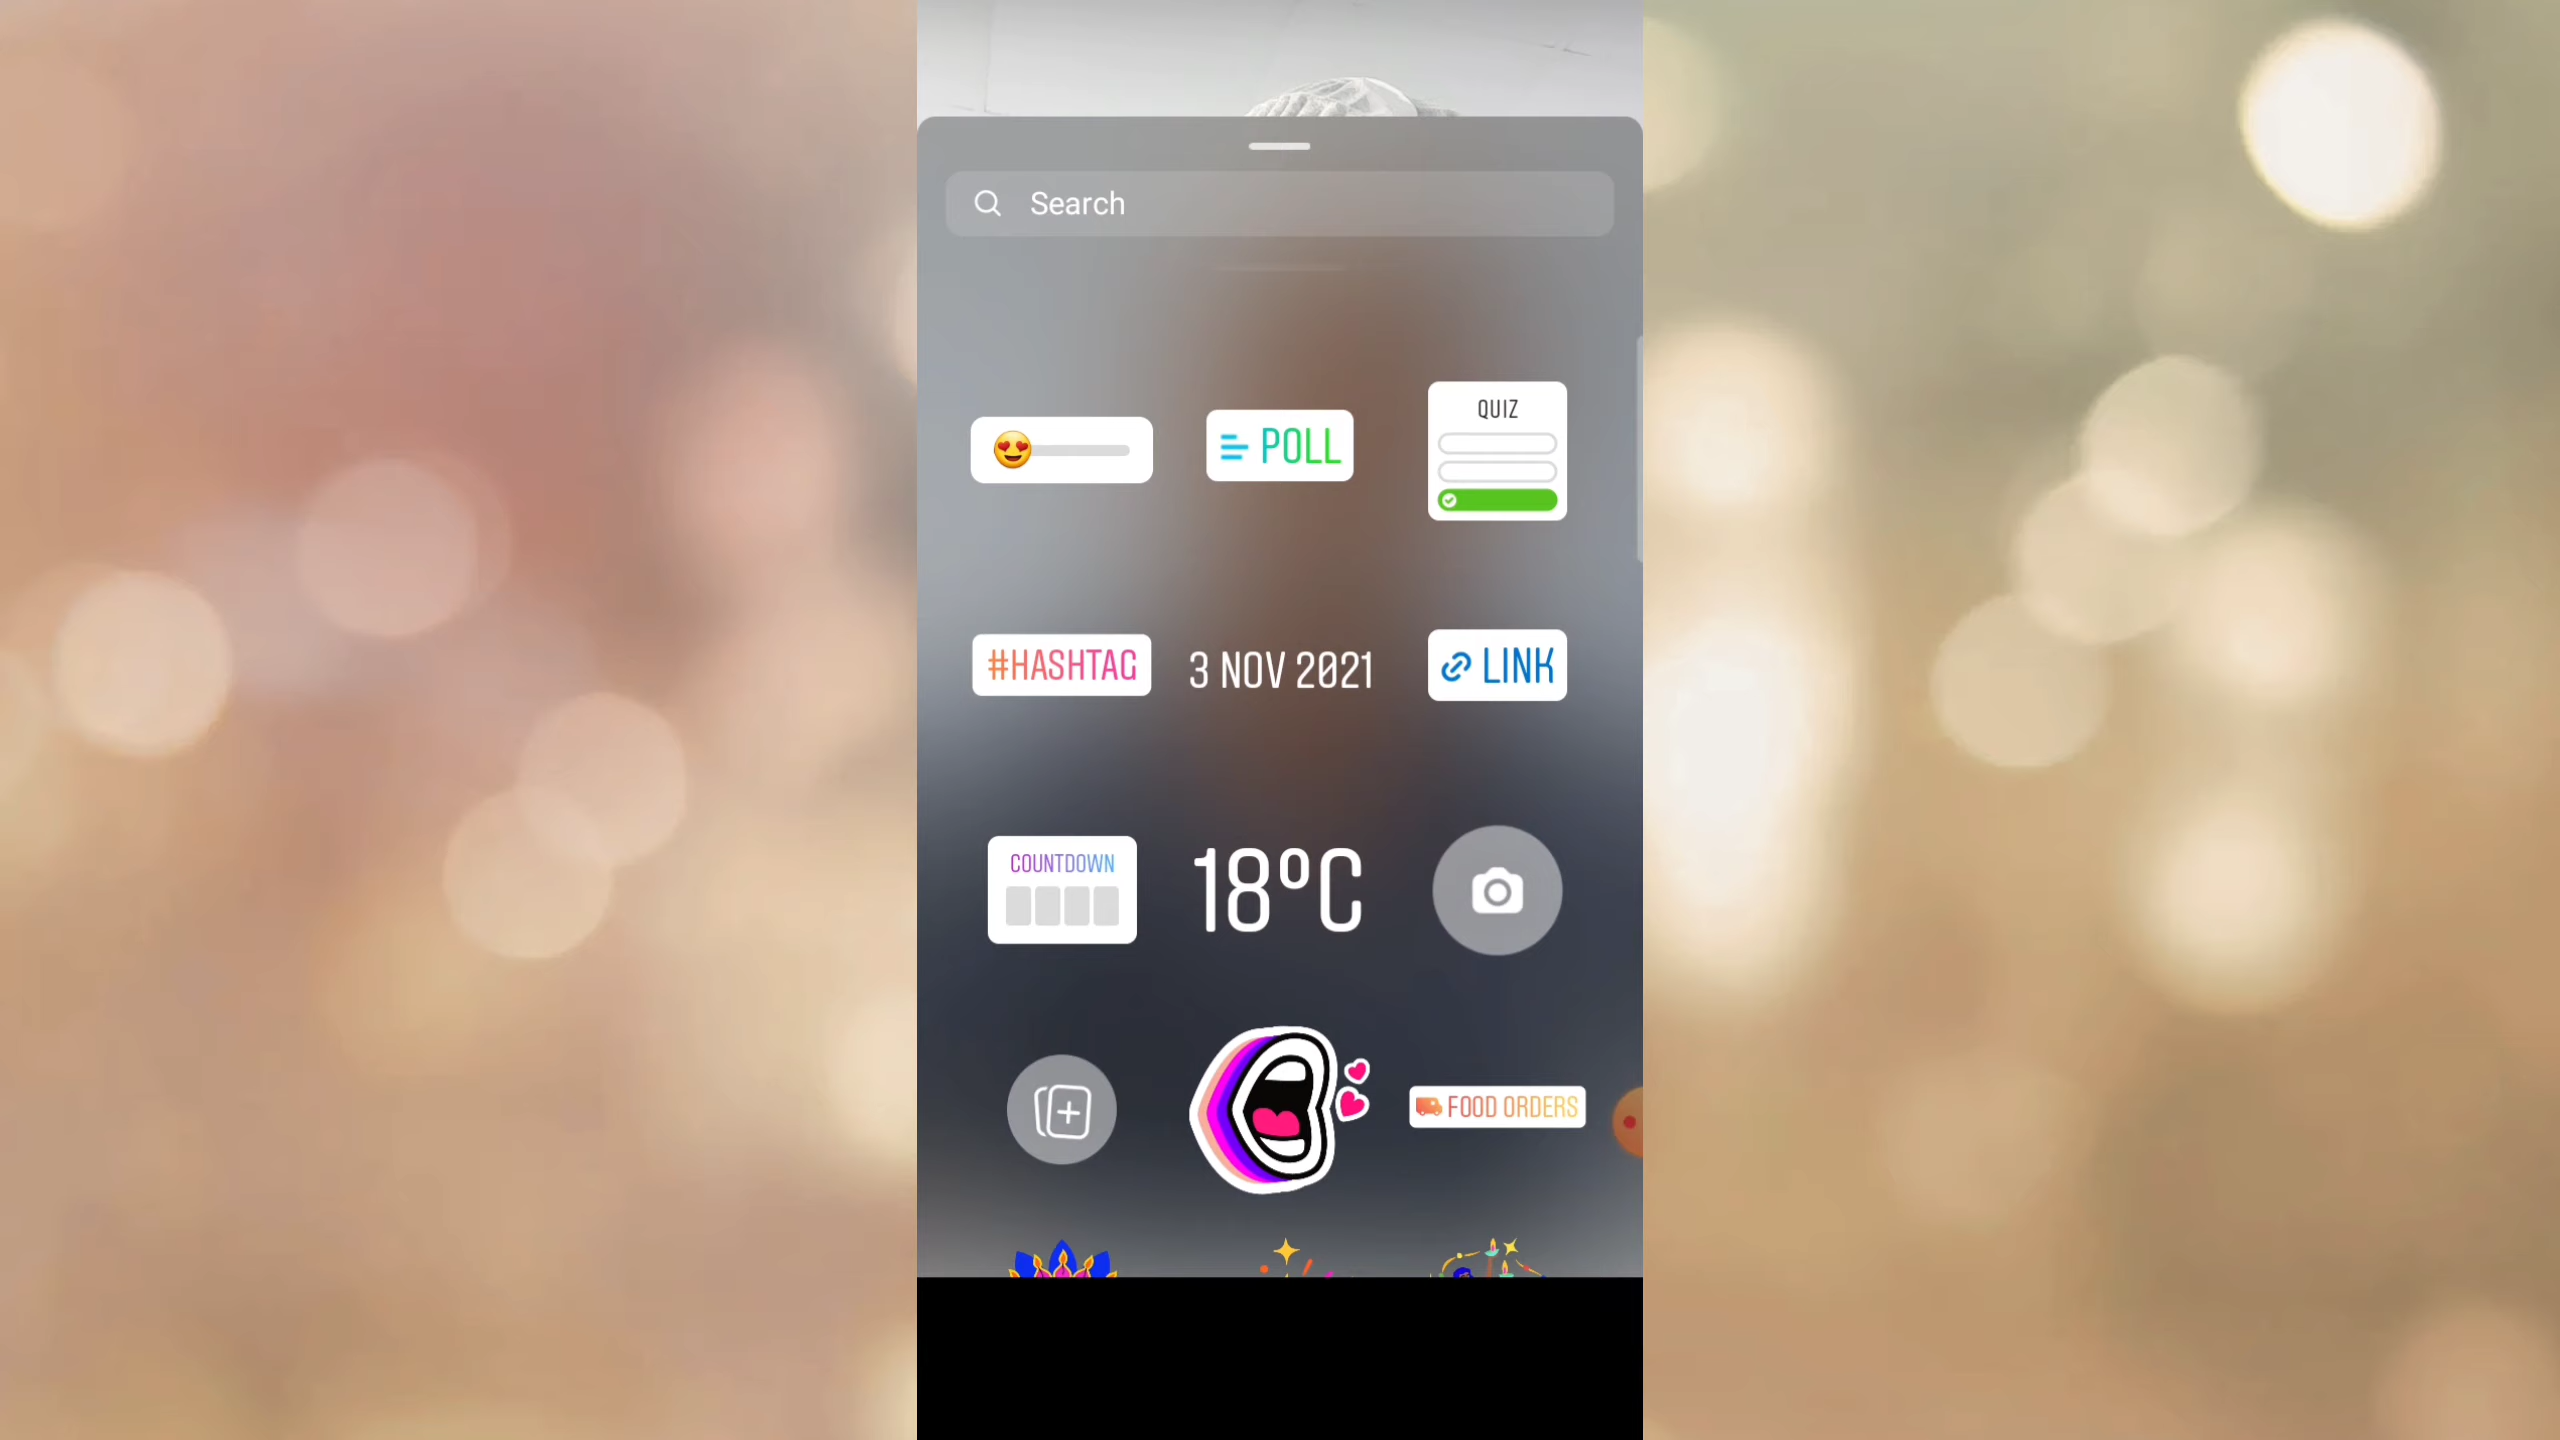 Search
POLL
QUIZ
#HASHTAG
3 NOV 2021
LINK
COUNTDOWN
18°C
FOOD ORDERS